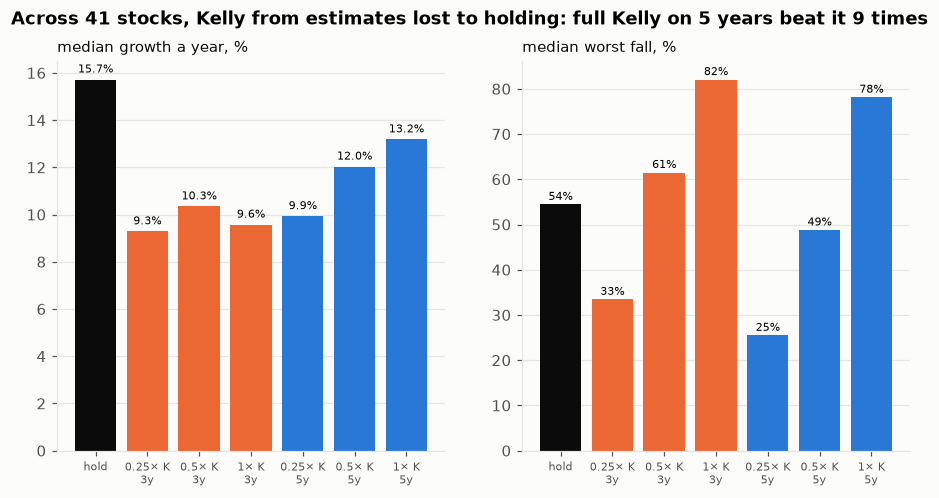 Across 41 stocks, Kelly from estimates lost to holding: full Kelly on 5 years beat it 9 times
median growth a year, %
16
14
12
10
8
6
4
2
0
15.7%
9.3%
10.3%
9.6%
9.9%
12.0%
13.2%
hold
0.25× K
3y
0.5× K
3y
1× K
3y
0.25× K
5y
0.5× K
5y
1× K
5y
median worst fall, %
80
70
60
50
40
30
20
10
0
54%
33%
61%
82%
25%
49%
78%
hold
0.25× K
3y
0.5× K
3y
1× K
3y
0.25× K
5y
0.5× K
5y
1× K
5y